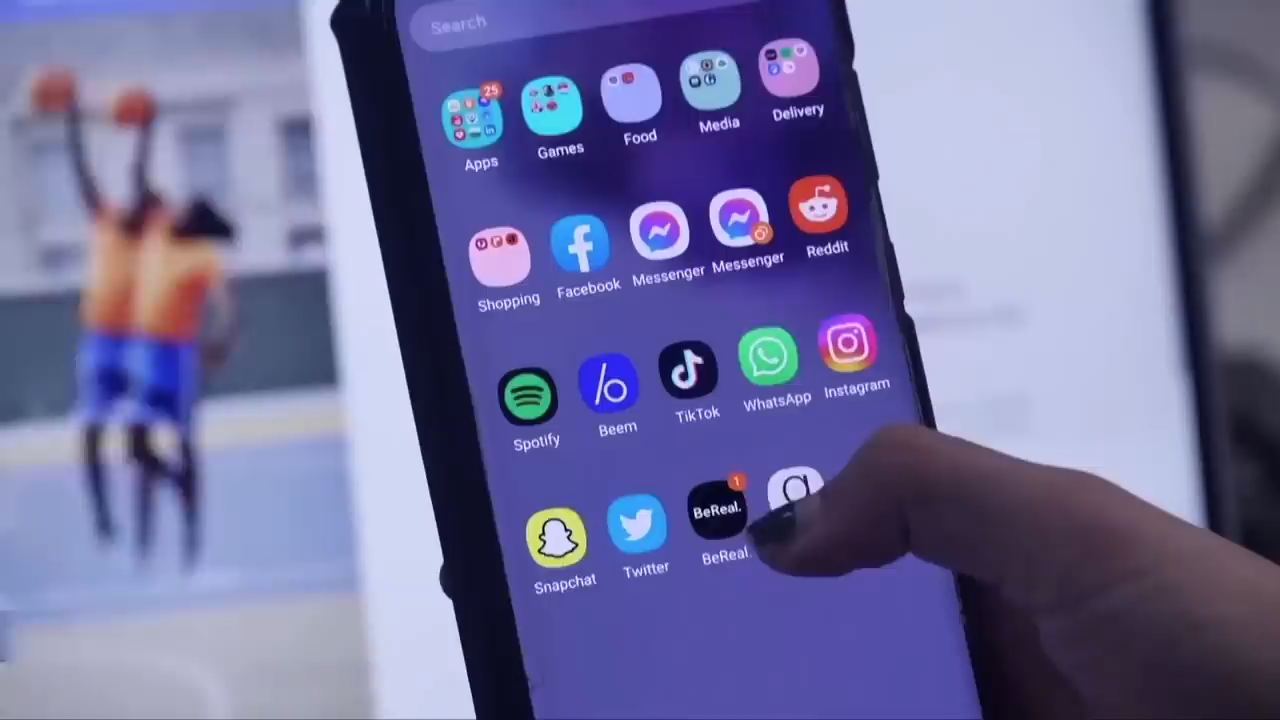 Search
25
Apps
Games
Food
Media
Delivery
Shopping
Facebook
Messenger
Messenger
Reddit
Spotify
Beem
TikTok
WhatsApp
Instagram
1
BeReal.
Snapchat
Twitter
BeReal.